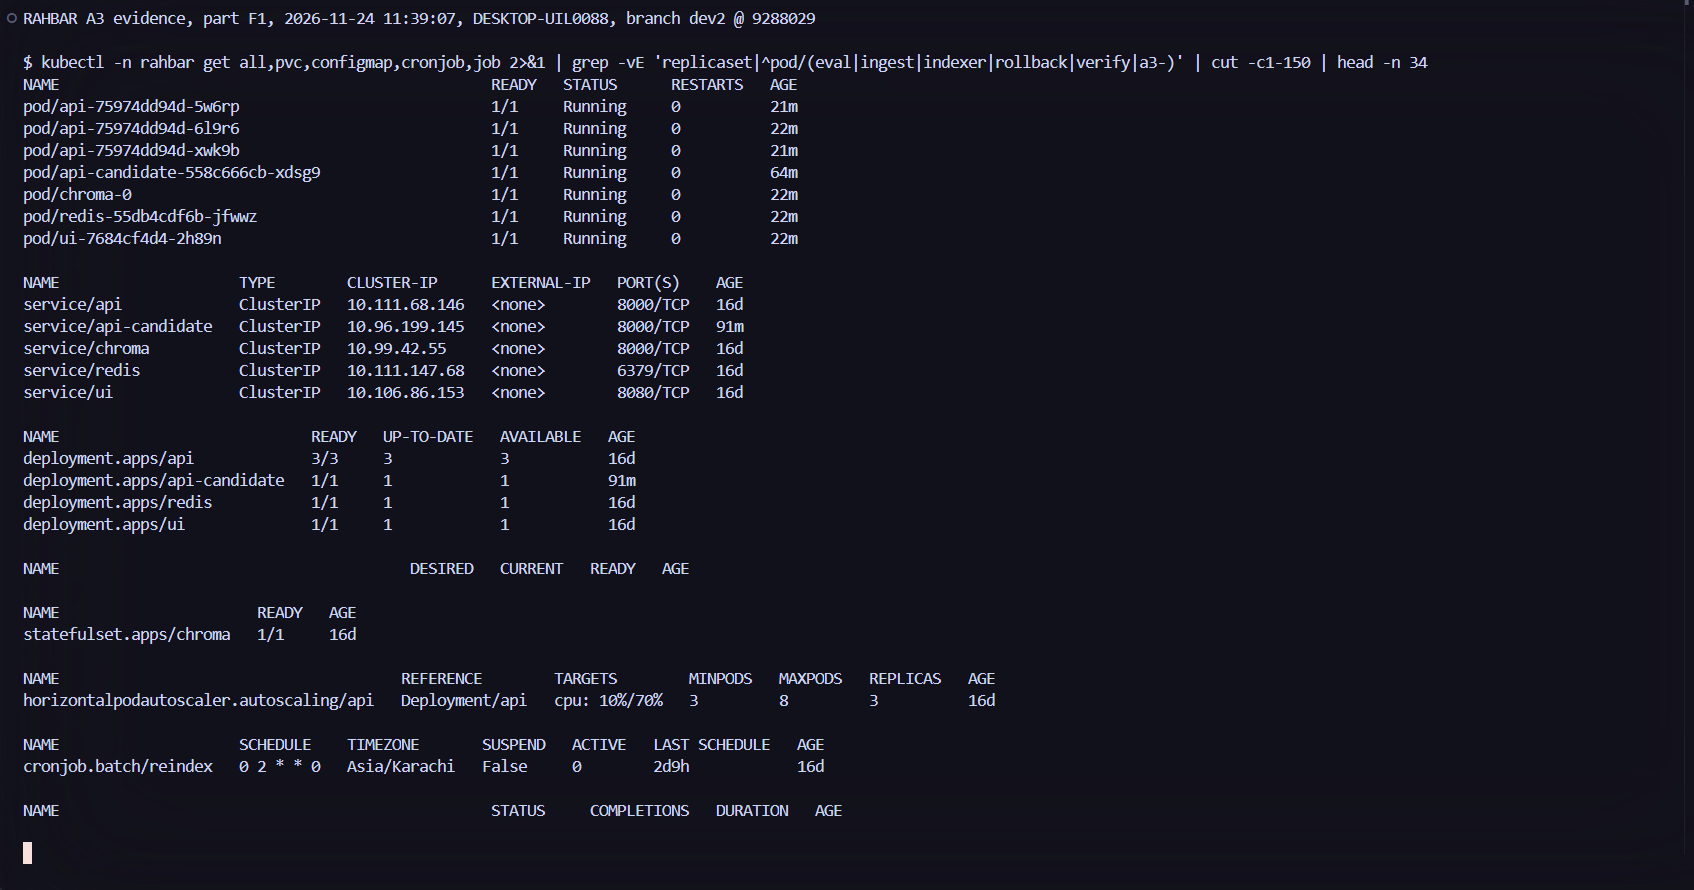 RAHBAR A3 evidence, part F1, 2026-11-24 11:39:07, DESKTOP-UIL0088, branch dev2 @ 9288029
$ kubectl -n rahbar get all,pvc,configmap,cronjob,job 2>&1 | grep -vE 'replicaset|^pod/(eval|ingest|indexer|rollback|verify|a3-)' | cut -c1-150 | head -n 34
NAME READY STATUS RESTARTS AGE
pod/api-75974dd94d-5w6rp 1/1 Running 0 21m
pod/api-75974dd94d-6l9r6 1/1 Running 0 22m
pod/api-75974dd94d-xwk9b 1/1 Running 0 21m
pod/api-candidate-558c666cb-xdsg9 1/1 Running 0 64m
pod/chroma-0 1/1 Running 0 22m
pod/redis-55db4cdf6b-jfwwz 1/1 Running 0 22m
pod/ui-7684cf4d4-2h89n 1/1 Running 0 22m
NAME TYPE CLUSTER-IP EXTERNAL-IP PORT(S) AGE
service/api ClusterIP 10.111.68.146 <none> 8000/TCP 16d
service/api-candidate ClusterIP 10.96.199.145 <none> 8000/TCP 91m
service/chroma ClusterIP 10.99.42.55 <none> 8000/TCP 16d
service/redis ClusterIP 10.111.147.68 <none> 6379/TCP 16d
service/ui ClusterIP 10.106.86.153 <none> 8080/TCP 16d
NAME READY UP-TO-DATE AVAILABLE AGE
deployment.apps/api 3/3 3 3 16d
deployment.apps/api-candidate 1/1 1 1 91m
deployment.apps/redis 1/1 1 1 16d
deployment.apps/ui 1/1 1 1 16d
NAME DESIRED CURRENT READY AGE
NAME READY AGE
statefulset.apps/chroma 1/1 16d
NAME REFERENCE TARGETS MINPODS MAXPODS REPLICAS AGE
horizontalpodautoscaler.autoscaling/api Deployment/api cpu: 10%/70% 3 8 3 16d
NAME SCHEDULE TIMEZONE SUSPEND ACTIVE LAST SCHEDULE AGE
cronjob.batch/reindex 0 2 * * 0 Asia/Karachi False 0 2d9h 16d
NAME STATUS COMPLETIONS DURATION AGE